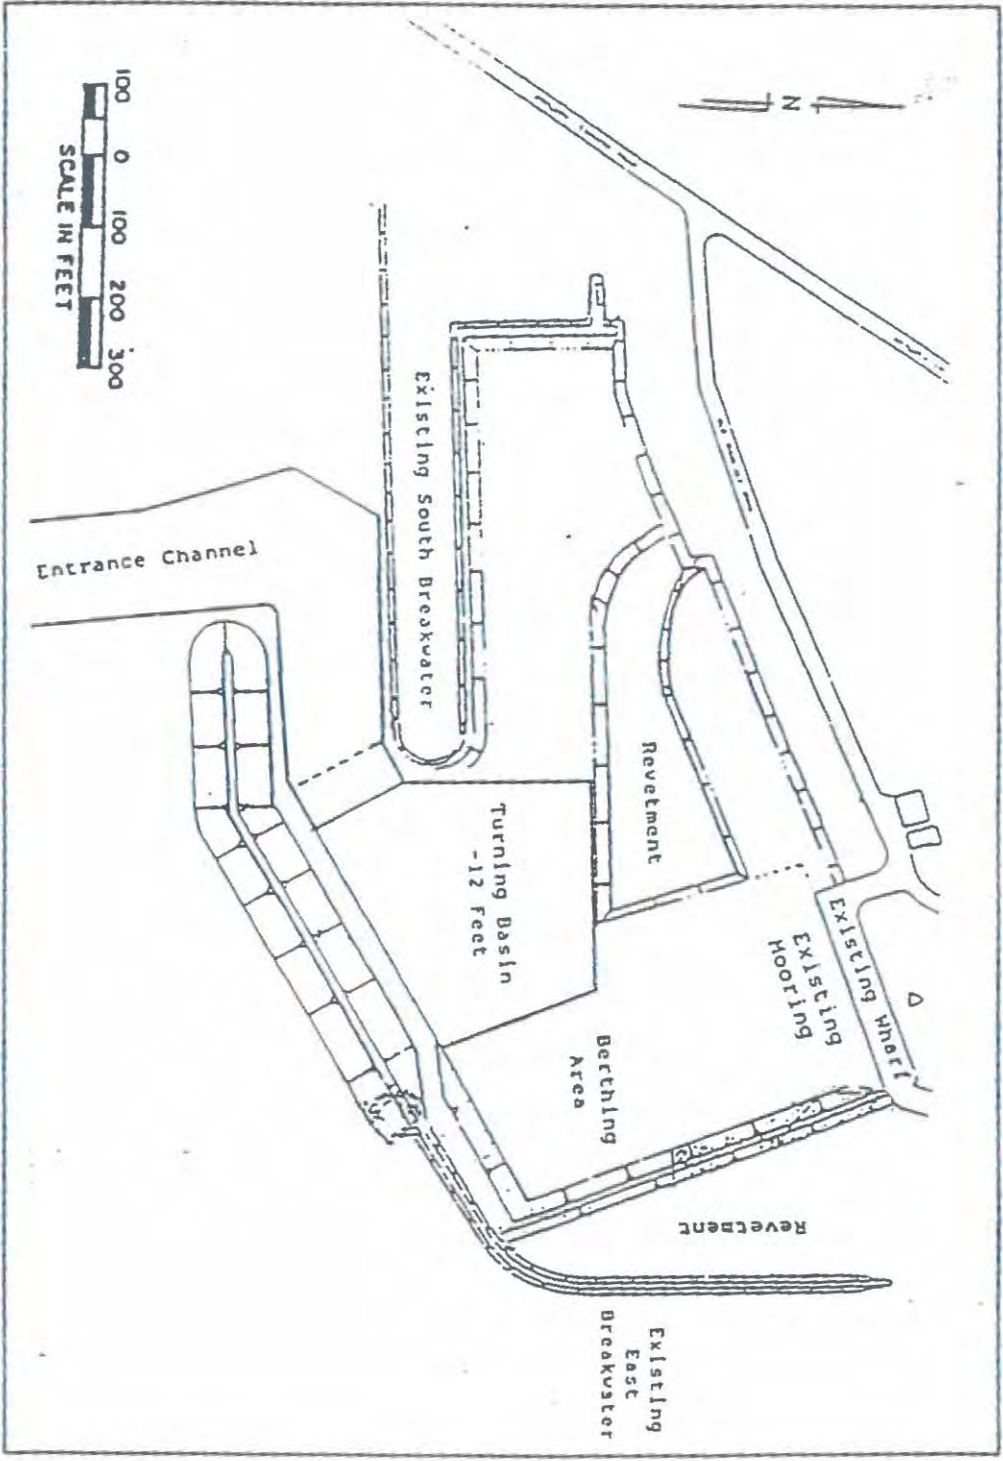 N
100 0 100 200 300
SCALE IN FEET
Existing South Breakwater
Entrance Channel
Revetment
Turning Basin
-12 Feet
Existing Wharf
Existing
Mooring
Berthing
Area
Revetment
Existing
East
Breakwater